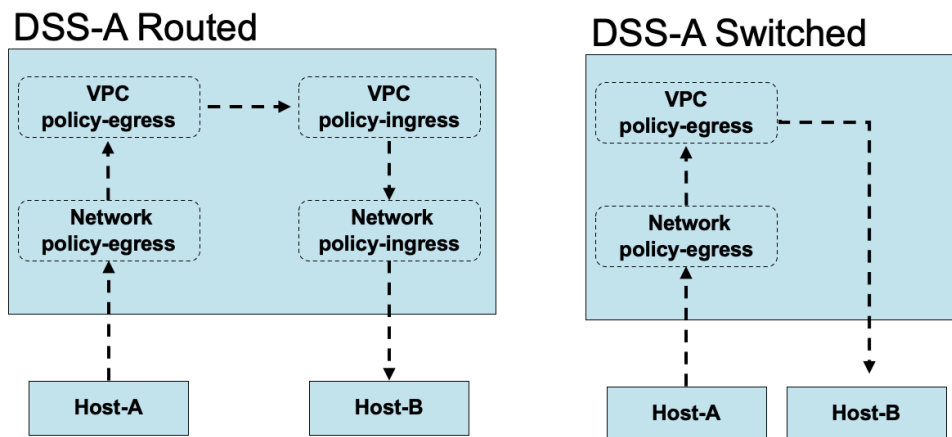 DSS-A Routed
VPC
policy-egress
VPC
policy-ingress
Network
policy-egress
Network
policy-ingress
Host-A
Host-B
DSS-A Switched
VPC
policy-egress
Network
policy-egress
Host-A
Host-B